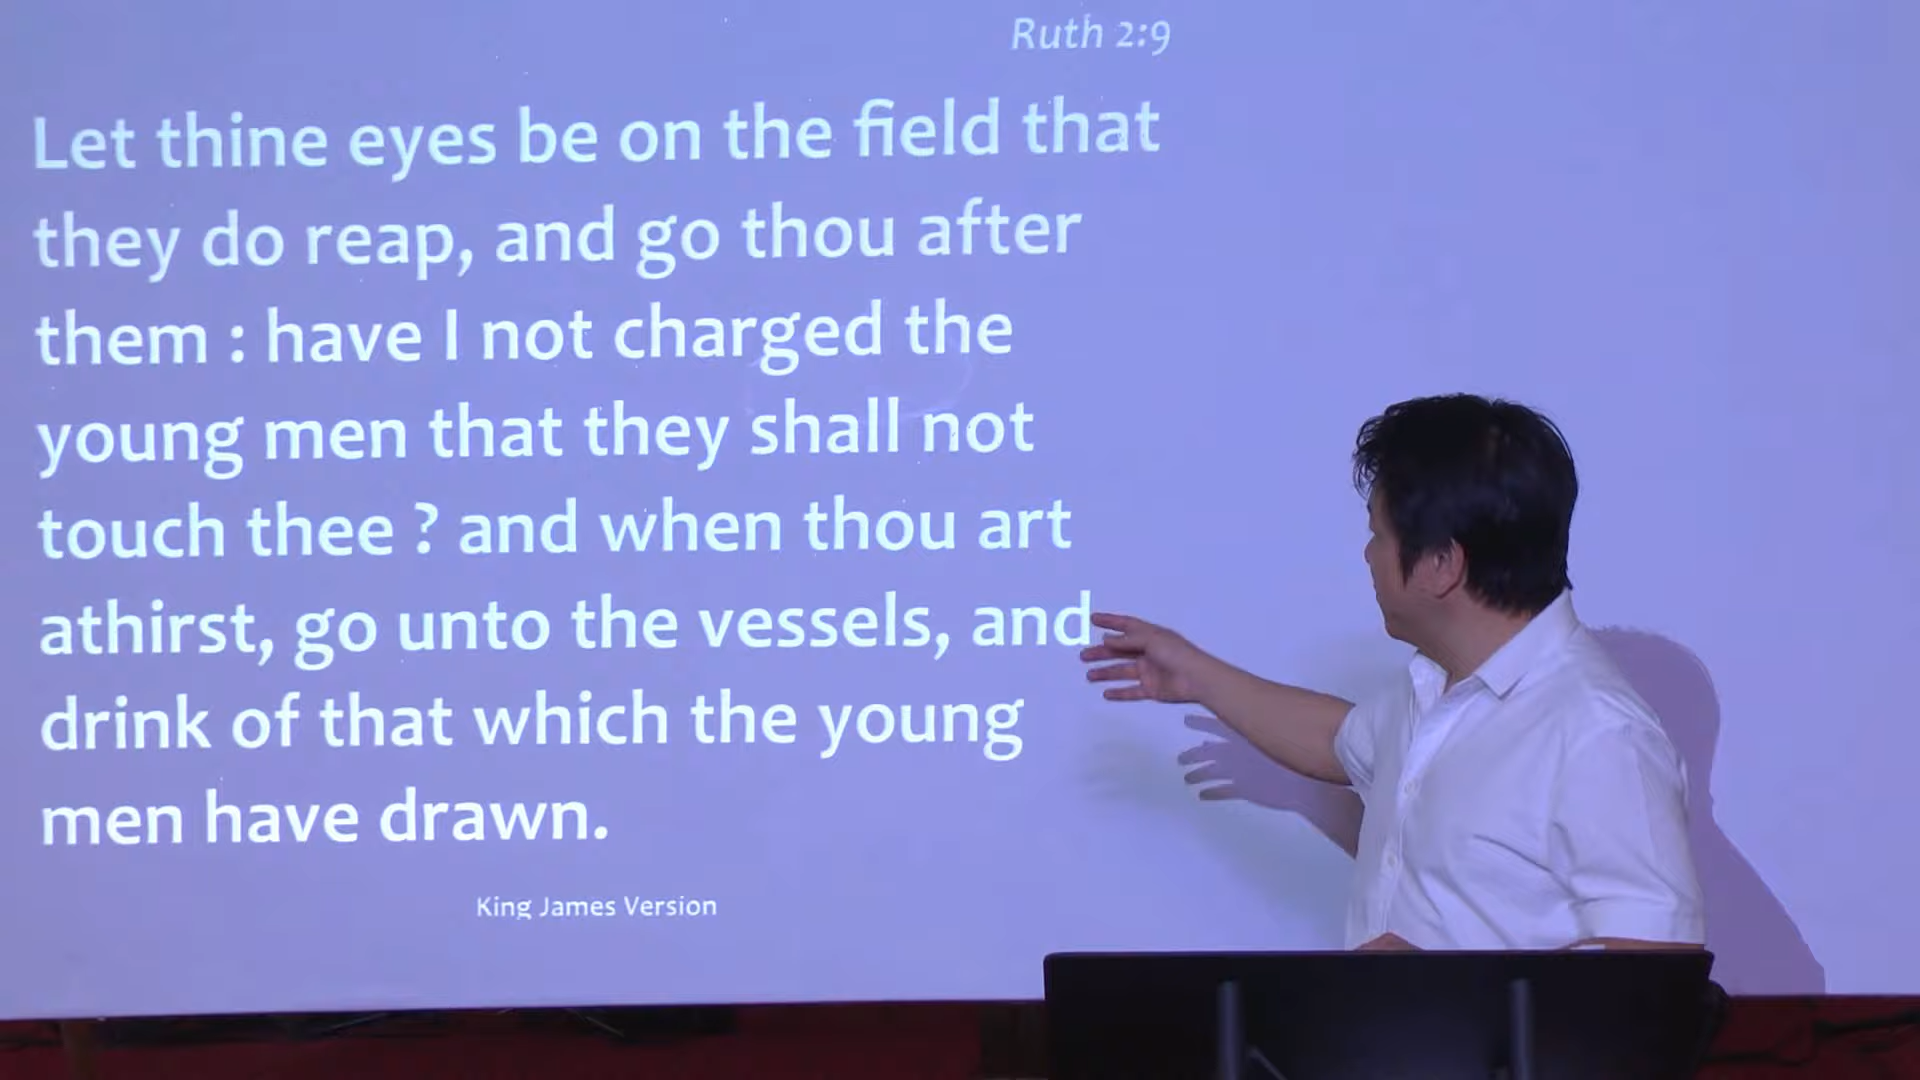 Ruth 2:9
Let thine eyes be on the field that
they do reap, and go thou after
them : have I not charged the
young men that they shall not
touch thee ? and when thou art
athirst, go unto the vessels, and
drink of that which the young
men have drawn.
King James Version